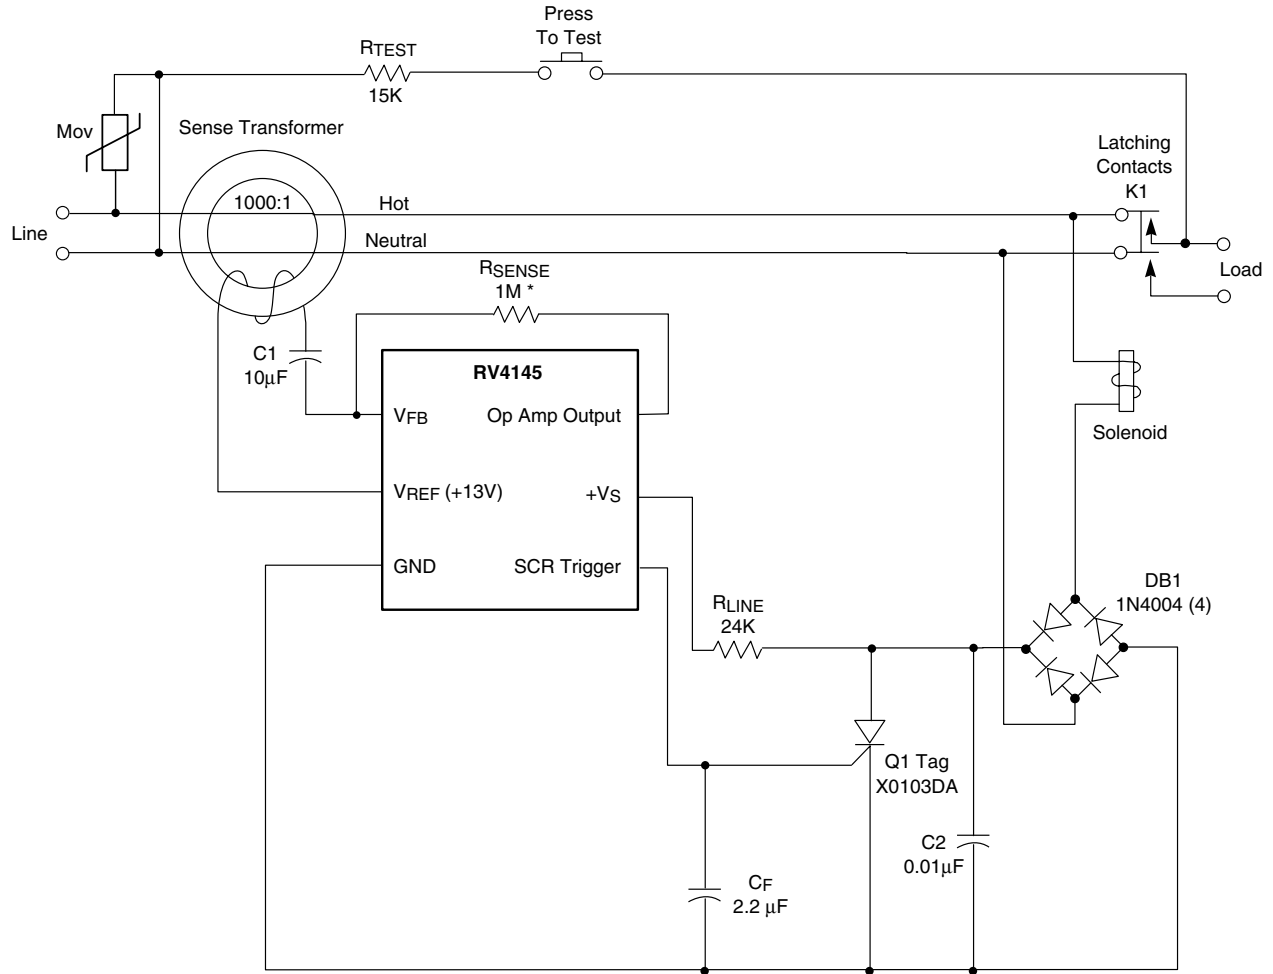 Press
To Test
RTEST
15K
Mov
Sense Transformer
Latching
Contacts
K1
1000:1
Hot
Line
Neutral
Load
RSENSE
1M *
C1
10μF
RV4145
VFB
Op Amp Output
Solenoid
VREF (+13V)
+VS
GND
SCR Trigger
DB1
1N4004 (4)
RLINE
24K
Q1 Tag
X0103DA
C2
0.01μF
CF
2.2 μF